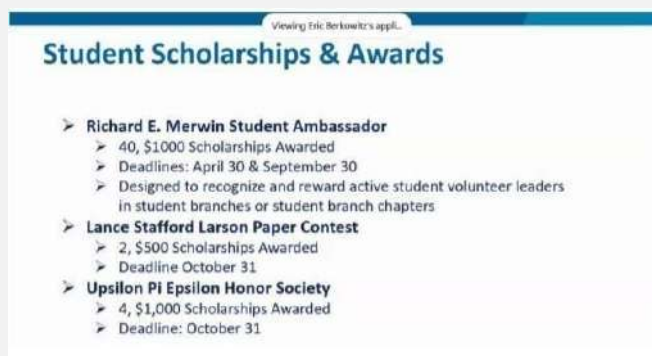 Viewing Eric Berkowitz's appli...
Student Scholarships & Awards
➢ Richard E. Merwin Student Ambassador
➢ 40, $1000 Scholarships Awarded
➢ Deadlines: April 30 & September 30
➢ Designed to recognize and reward active student volunteer leaders
in student branches or student branch chapters
➢ Lance Stafford Larson Paper Contest
➢ 2, $500 Scholarships Awarded
➢ Deadline October 31
➢ Upsilon Pi Epsilon Honor Society
➢ 4, $1,000 Scholarships Awarded
➢ Deadline: October 31